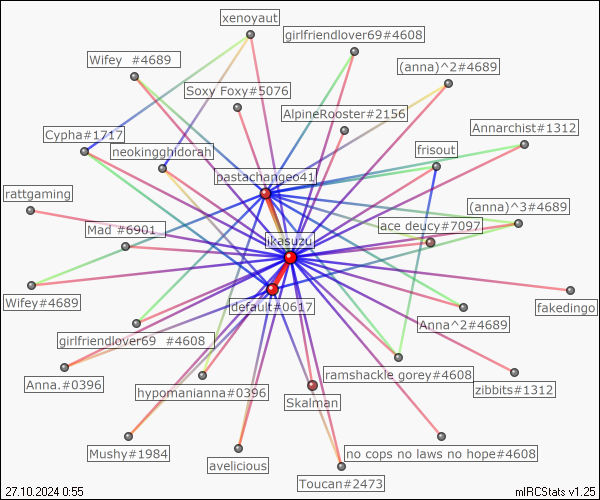 xenoyaut
girlfriendlover69#4608
Wifey  #4689
(anna)^2#4689
Soxy Foxy#5076
AlpineRooster#2156
Annarchist#1312
Cypha#1717
neokingghidorah
frisout
pastachangeo41
rattgaming
(anna)^3#4689
ace deucy#7097
Mad  #6901
ikasuzu
Wifey#4689
default#0617
fakedingo
Anna^2#4689
girlfriendlover69  #4608
ramshackle gorey#4608
Anna.#0396
hypomanianna#0396
zibbits#1312
Skalman
Mushy#1984
no cops no laws no hope#4608
avelicious
Toucan#2473
27.10.2024 0:55
mIRCStats v1.25